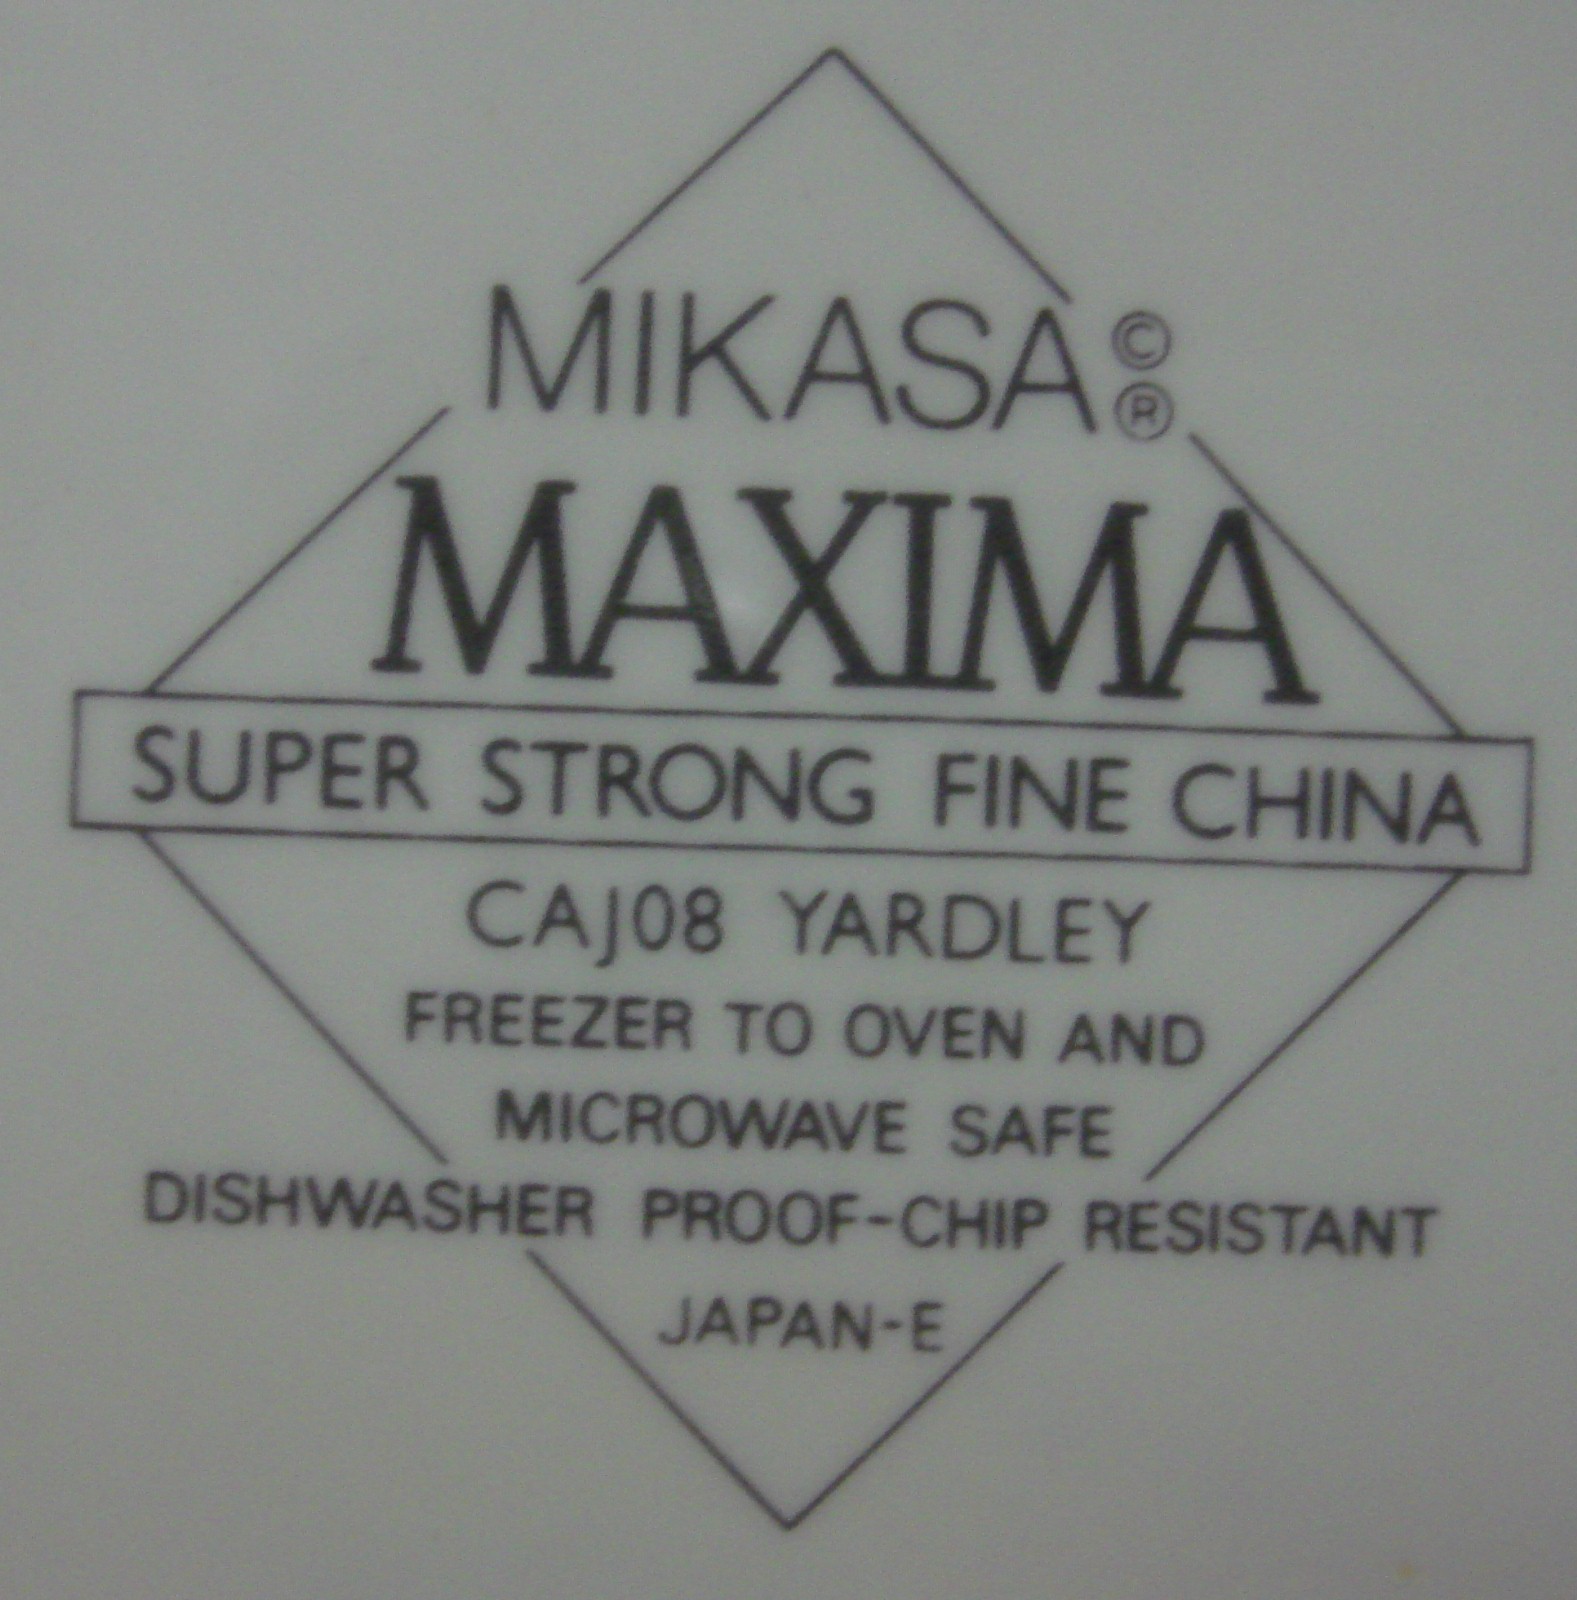 MIKASA © ®
MAXIMA
SUPER STRONG FINE CHINA
CAJ08 YARDLEY
FREEZER TO OVEN AND
MICROWAVE SAFE
DISHWASHER PROOF-CHIP RESISTANT
JAPAN-E